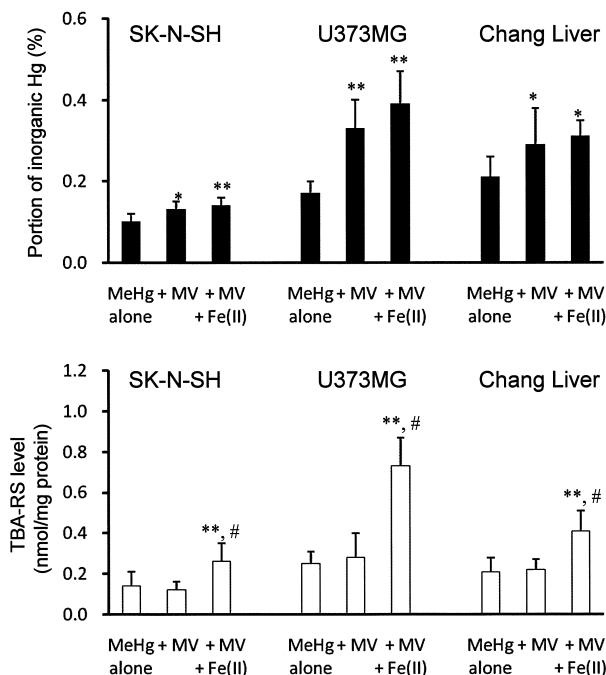 Portion of inorganic Hg (%)
0.6
0.4
0.2
0.0
SK-N-SH U373MG Chang Liver
* ** ** ** * *
MeHg + MV + MV MeHg + MV + MV MeHg + MV + MV
alone + Fe(II) alone + Fe(II) alone + Fe(II)
TBA-RS level
(nmol/mg protein)
1.2
1.0
0.8
0.6
0.4
0.2
0.0
SK-N-SH U373MG Chang Liver
**, # **, # **, #
MeHg + MV + MV MeHg + MV + MV MeHg + MV + MV
alone + Fe(II) alone + Fe(II) alone + Fe(II)